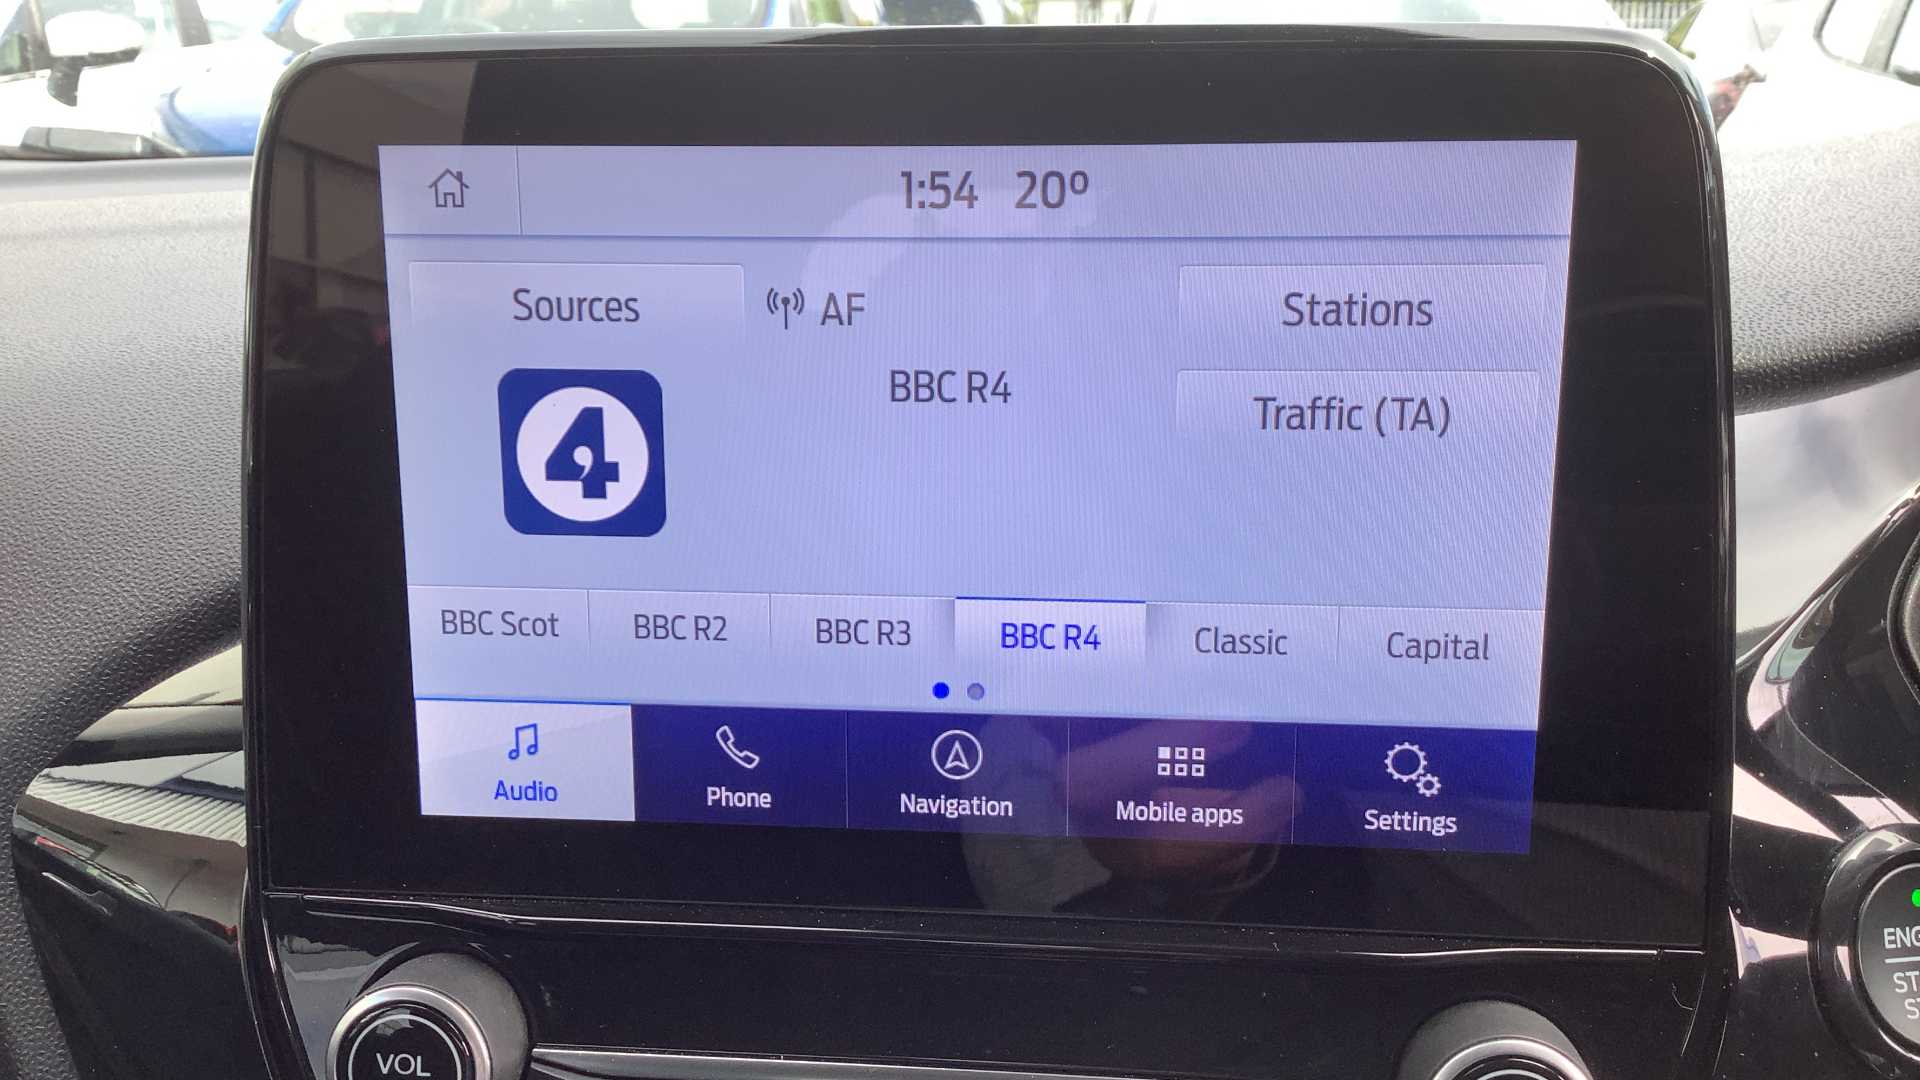 1:54 20º
Sources
AF
Stations
BBC R4
Traffic (TA)
4
BBC Scot
BBC R2
BBC R3
BBC R4
Classic
Capital
Audio
Phone
Navigation
Mobile apps
Settings
VOL